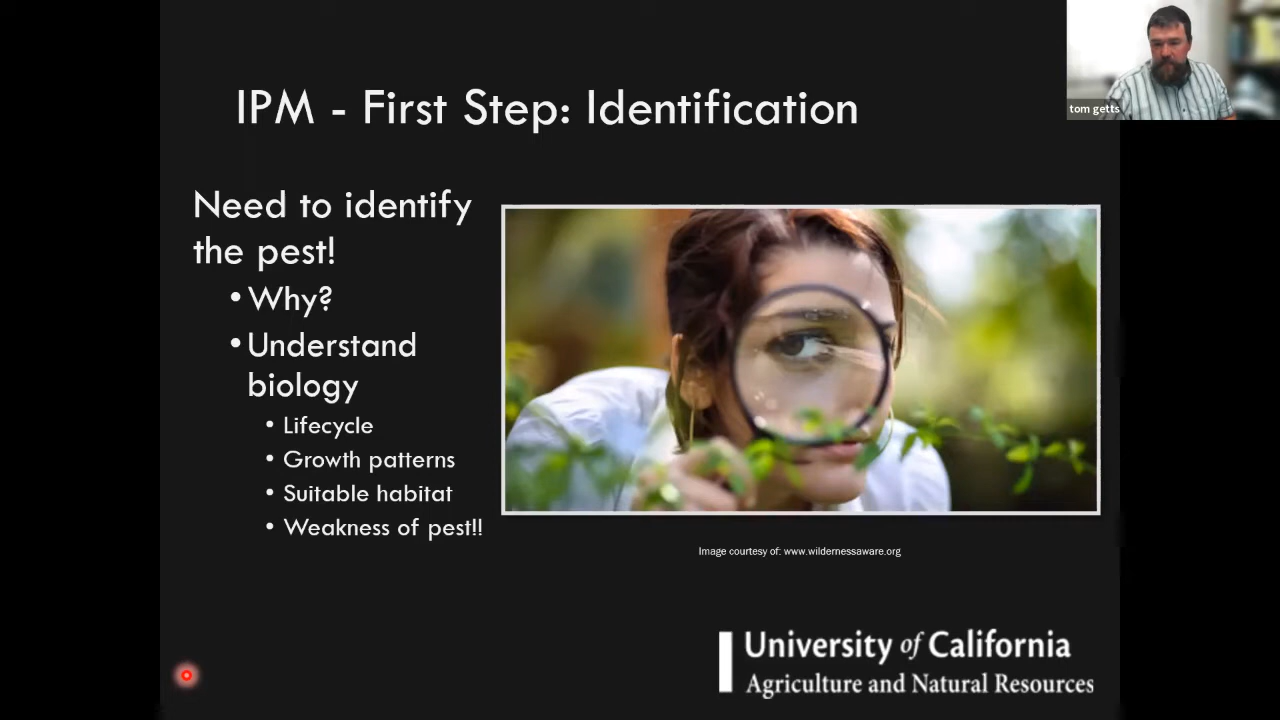 tom getts
IPM - First Step: Identification
Need to identify
the pest!
• Why?
• Understand
biology
• Lifecycle
• Growth patterns
• Suitable habitat
• Weakness of pest!!
Image courtesy of: www.wildernessaware.org
University of California
Agriculture and Natural Resources